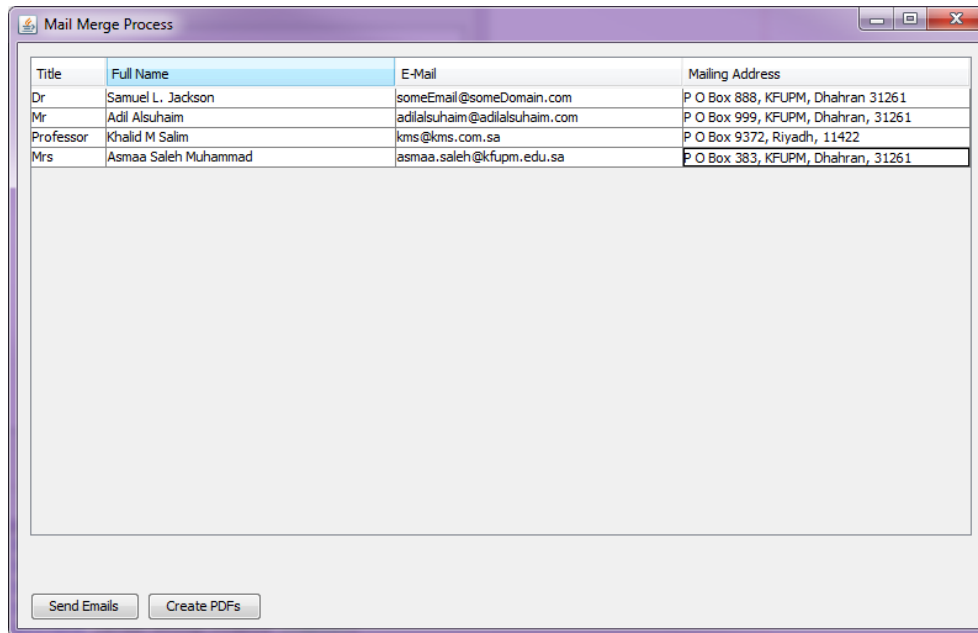 Mail Merge Process
Title Full Name E-Mail Mailing Address
Dr Samuel L. Jackson someEmail@someDomain.com P O Box 888, KFUPM, Dhahran 31261
Mr Adil Alsuhaim adilalsuhaim@adilalsuhaim.com P O Box 999, KFUPM, Dhahran, 31261
Professor Khalid M Salim kms@kms.com.sa P O Box 9372, Riyadh, 11422
Mrs Asmaa Saleh Muhammad asmaa.saleh@kfupm.edu.sa P O Box 383, KFUPM, Dhahran, 31261
Send Emails Create PDFs